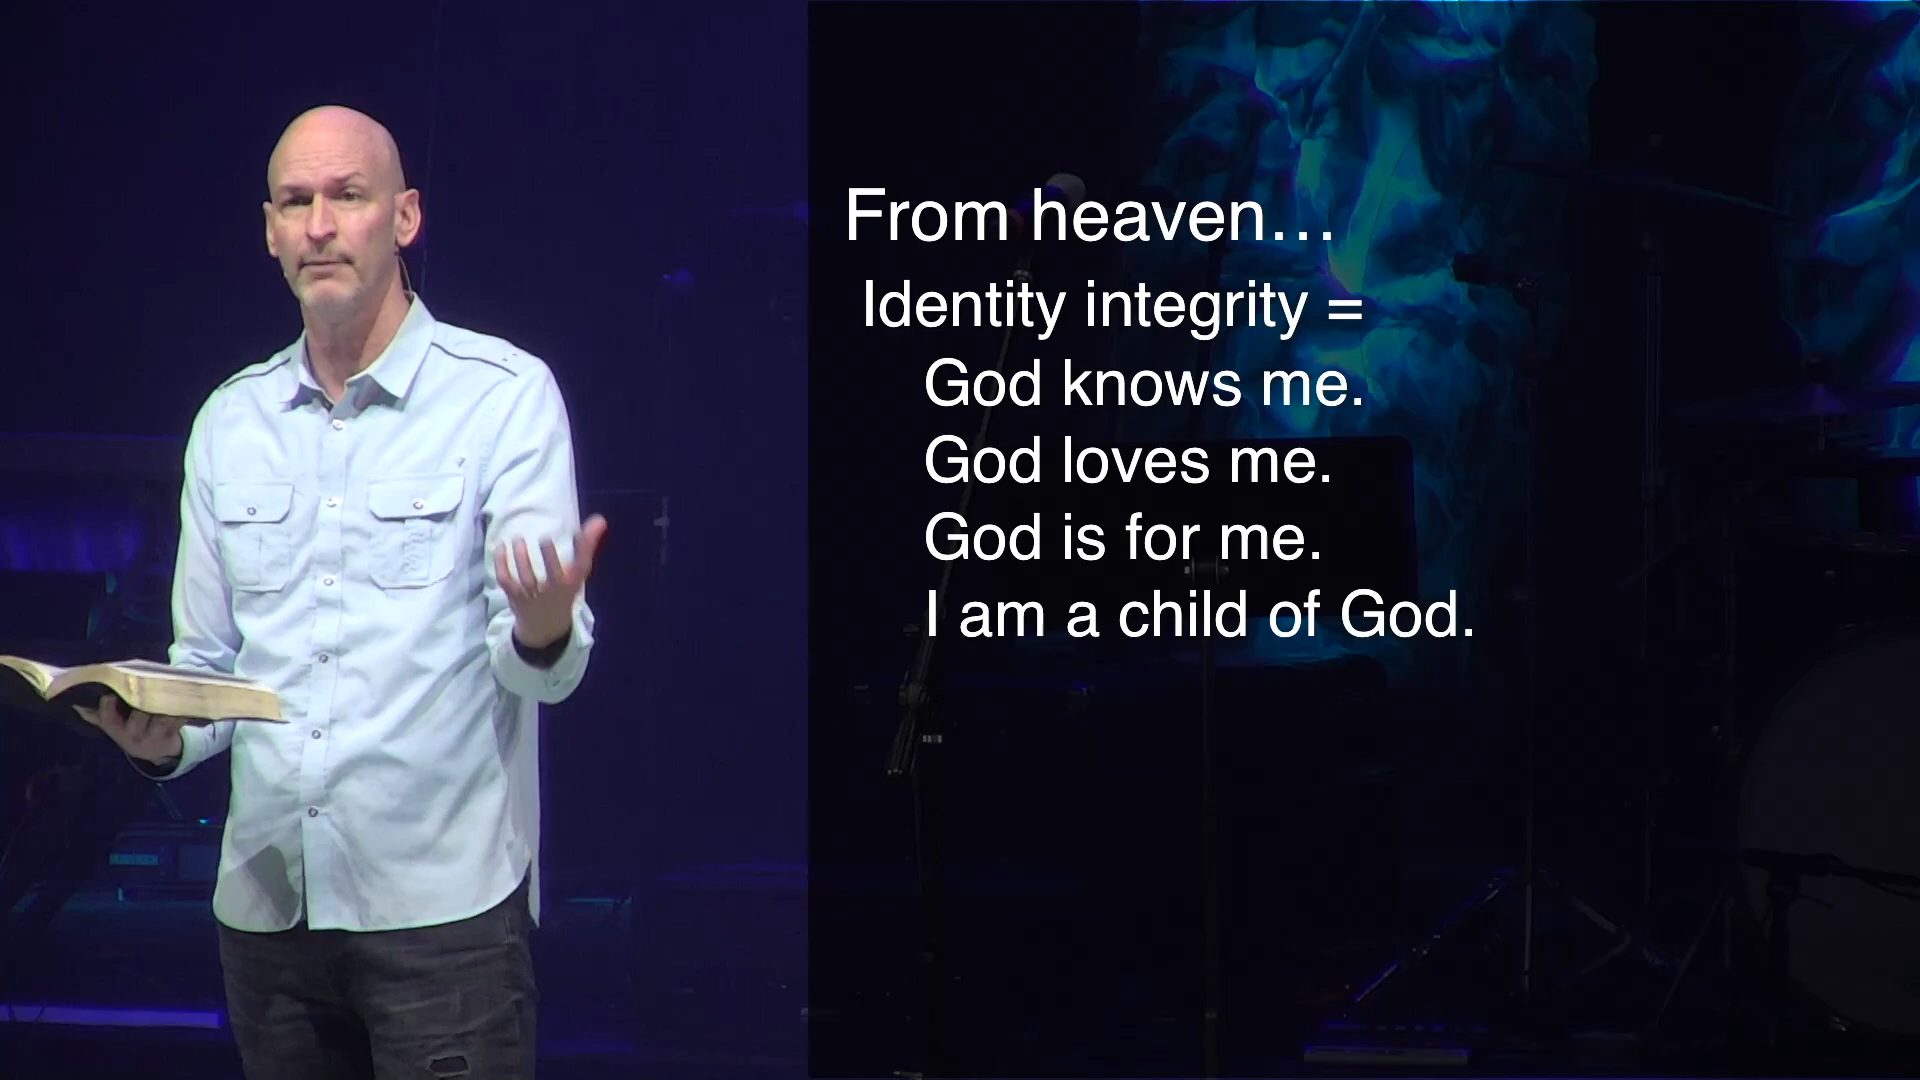 From heaven…
Identity integrity =
God knows me.
God loves me.
God is for me.
I am a child of God.